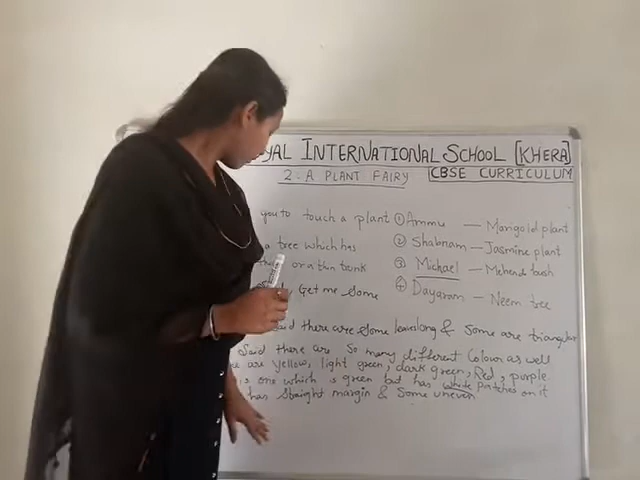 YAL INTERNATIONAL SCHOOL [KHERA]
2. A PLANT FAIRY CBSE CURRICULUM
you to touch a plant ① Ammu — Marigold plant
a tree which has ② Shabnam — Jasmine plant
or a thin trunk ③ Michael — Mehendi bush
Get me some ④ Dayaram — Neem tree
said there are some leaves long & some are triangular
Said there are so many different colour as well
are yellow, light green, dark green, Red, purple
is one which is green but has white patches on it
has straight margin & some uneven